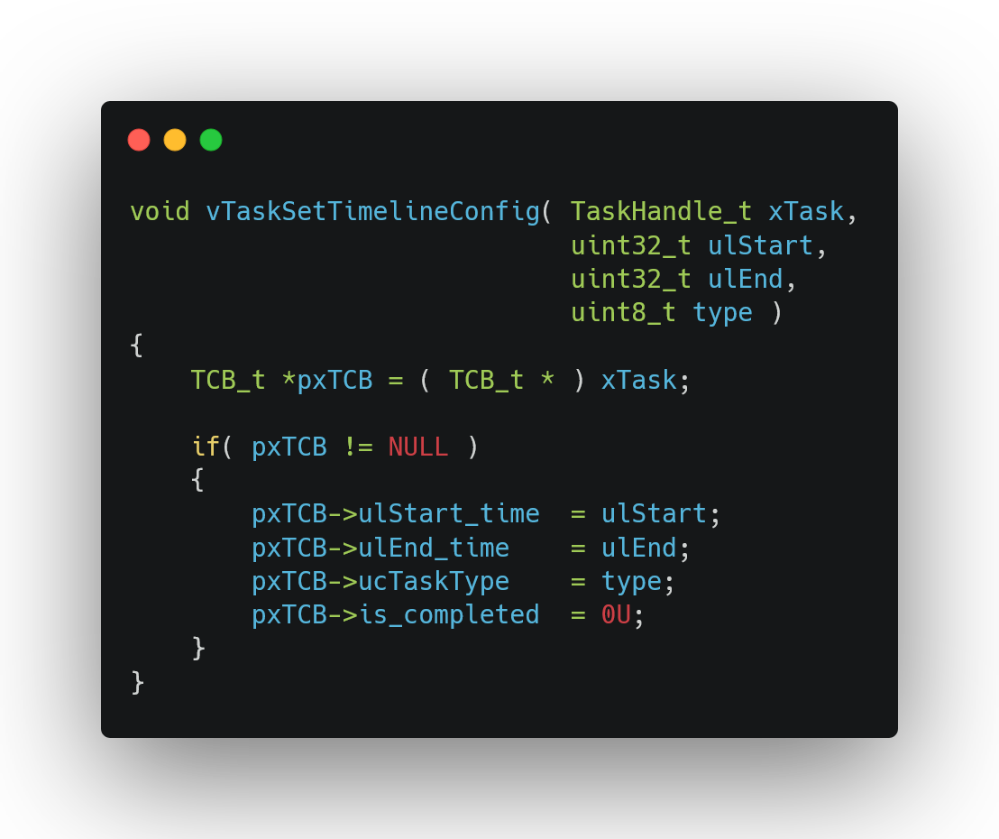 void vTaskSetTimelineConfig( TaskHandle_t xTask,
                             uint32_t ulStart,
                             uint32_t ulEnd,
                             uint8_t type )
{
    TCB_t *pxTCB = ( TCB_t * ) xTask;

    if( pxTCB != NULL )
    {
        pxTCB->ulStart_time  = ulStart;
        pxTCB->ulEnd_time    = ulEnd;
        pxTCB->ucTaskType    = type;
        pxTCB->is_completed  = 0U;
    }
}